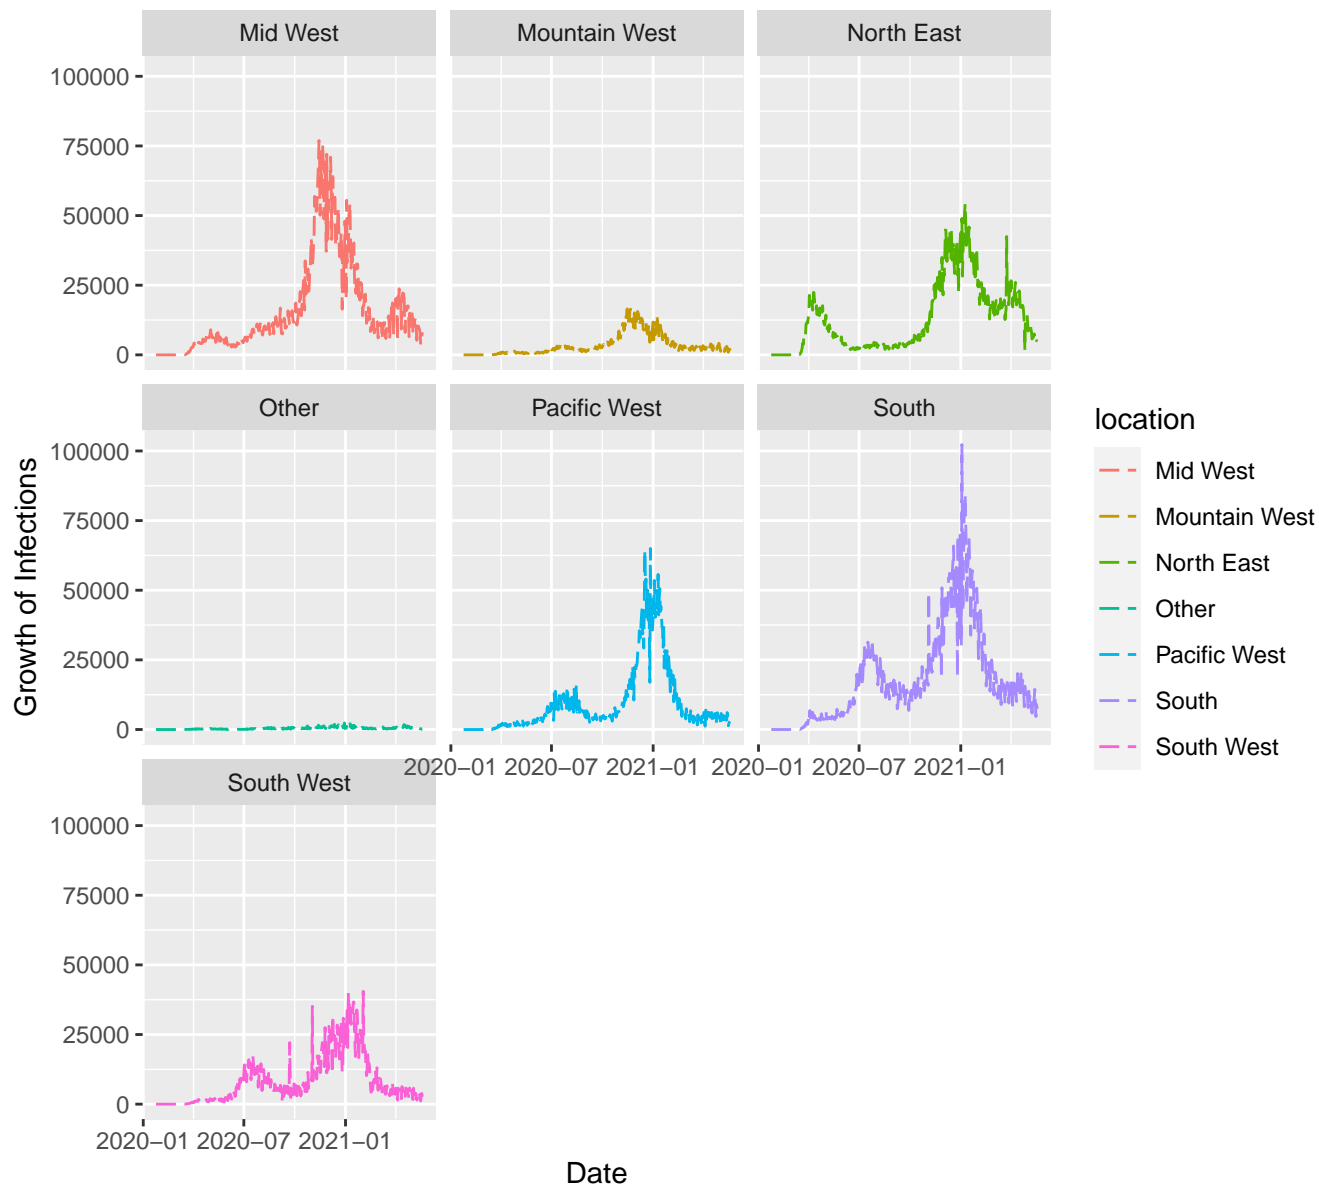 Mid West
Mountain West
North East
100000
75000
50000
25000
0
Other
Pacific West
South
100000
75000
50000
25000
0
2020−01 2020−07 2021−01
2020−01 2020−07 2021−01
South West
100000
75000
50000
25000
0
2020−01 2020−07 2021−01
Growth of Infections
Date
location
Mid West
Mountain West
North East
Other
Pacific West
South
South West